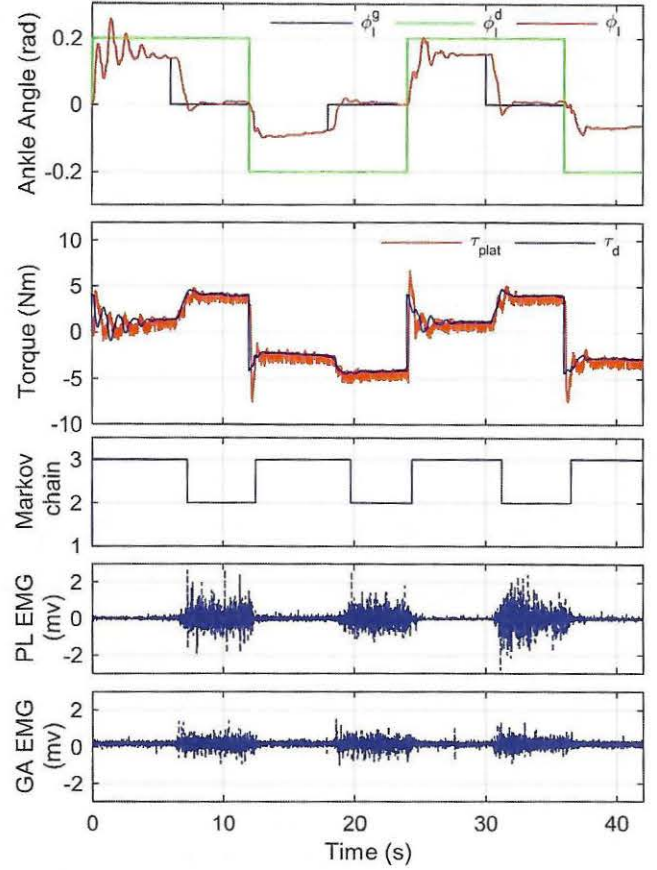 φ_l^g φ_l^d φ_l
Ankle Angle (rad)
0.2
0
-0.2
τ_plat τ_d
Torque (Nm)
10
5
0
-5
-10
Markov
chain
3
2
1
PL EMG
(mv)
2
0
-2
GA EMG
(mv)
2
0
-2
0 10 20 30 40
Time (s)